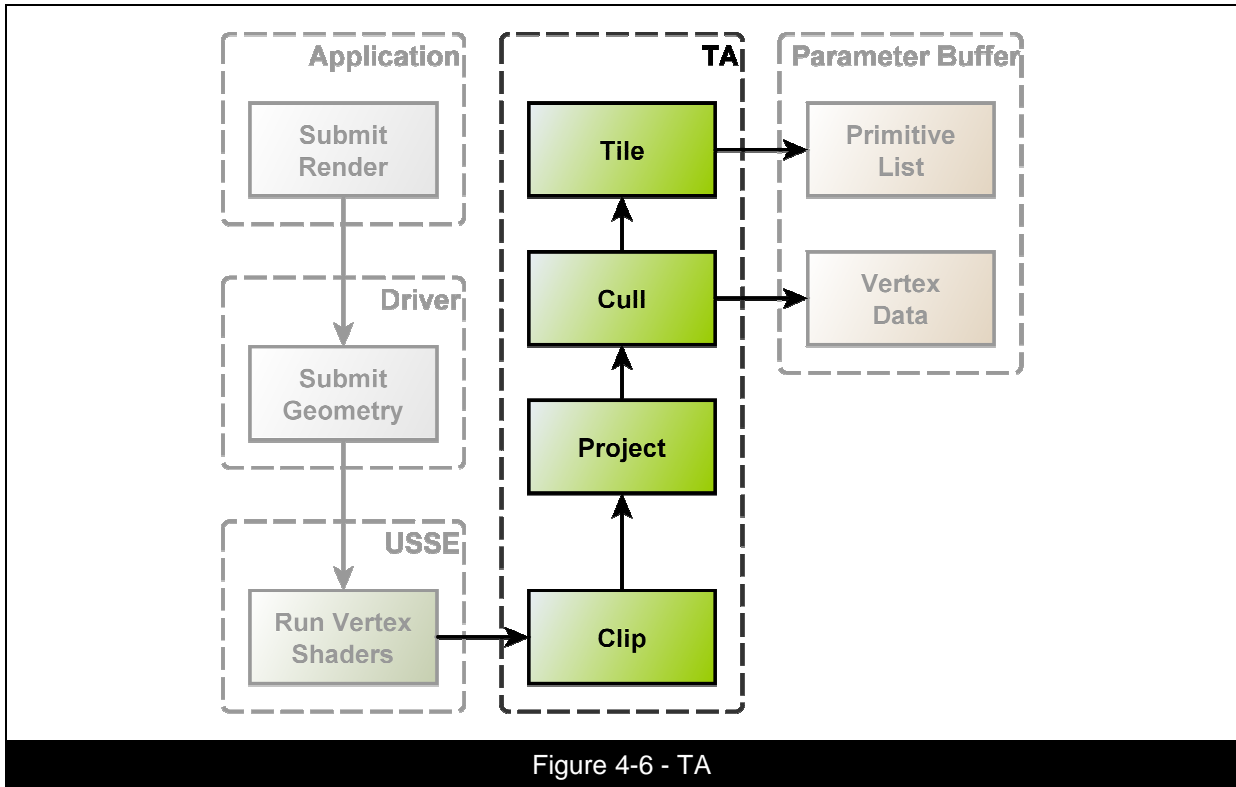 Application
Submit
Render
Driver
Submit
Geometry
USSE
Run Vertex
Shaders
TA
Tile
Cull
Project
Clip
Parameter Buffer
Primitive
List
Vertex
Data
Figure 4-6 - TA